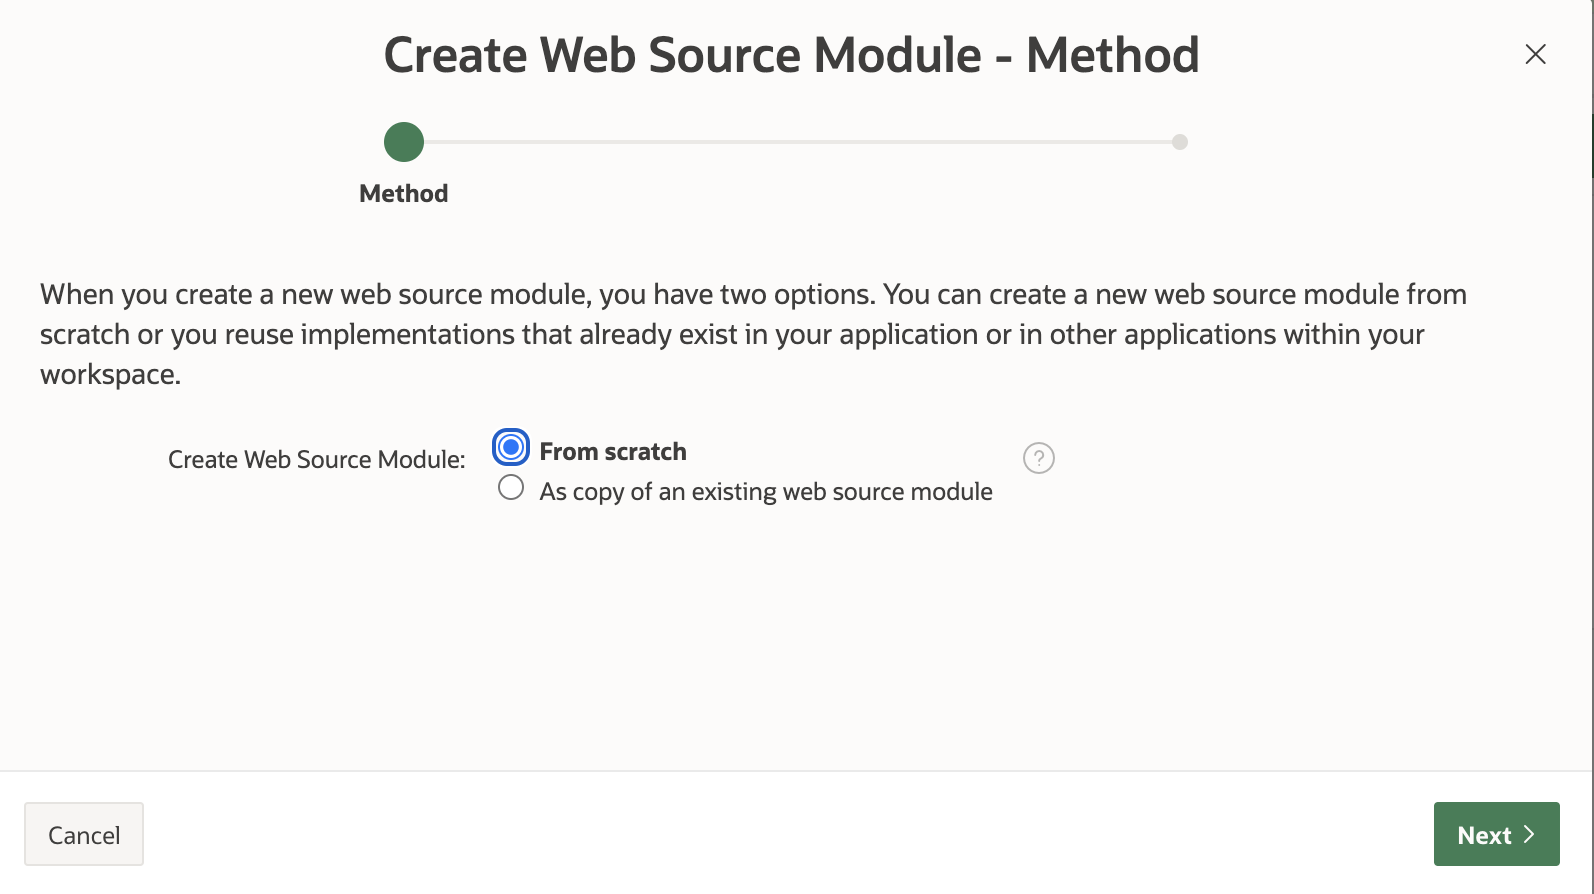 Create Web Source Module - Method
Method
When you create a new web source module, you have two options. You can create a new web source module from
scratch or you reuse implementations that already exist in your application or in other applications within your
workspace.
Create Web Source Module:
From scratch
?
As copy of an existing web source module
Cancel
Next